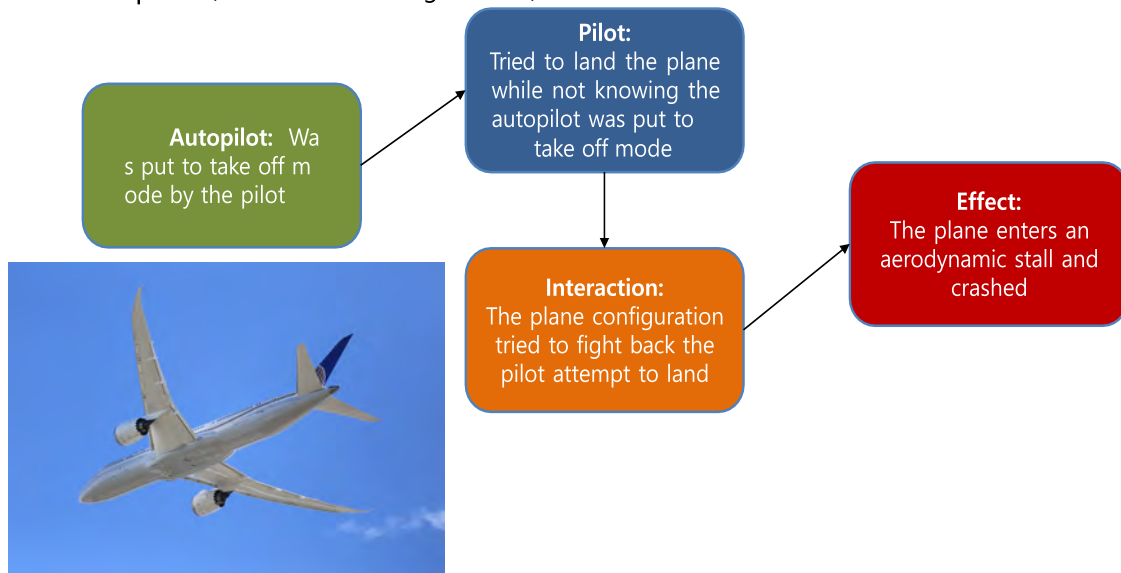 Autopilot: Wa
s put to take off m
ode by the pilot
Pilot:
Tried to land the plane
while not knowing the
autopilot was put to
take off mode
Interaction:
The plane configuration
tried to fight back the
pilot attempt to land
Effect:
The plane enters an
aerodynamic stall and
crashed